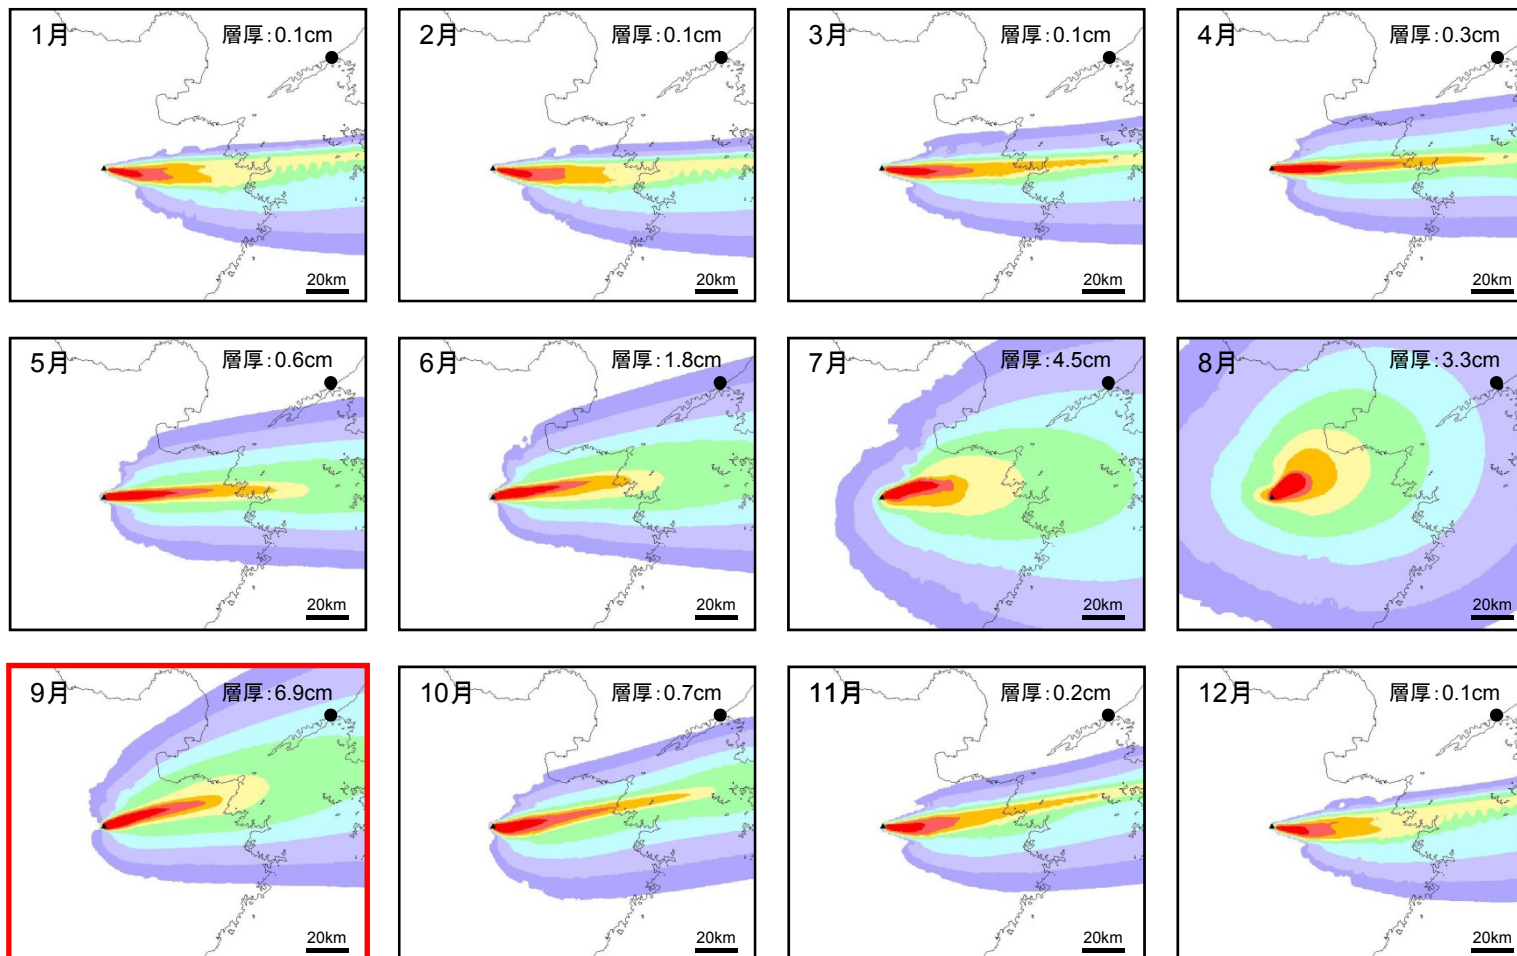 1月 層厚：0.1cm
20km
2月 層厚：0.1cm
20km
3月 層厚：0.1cm
20km
4月 層厚：0.3cm
20km
5月 層厚：0.6cm
20km
6月 層厚：1.8cm
20km
7月 層厚：4.5cm
20km
8月 層厚：3.3cm
20km
9月 層厚：6.9cm
20km
10月 層厚：0.7cm
20km
11月 層厚：0.2cm
20km
12月 層厚：0.1cm
20km